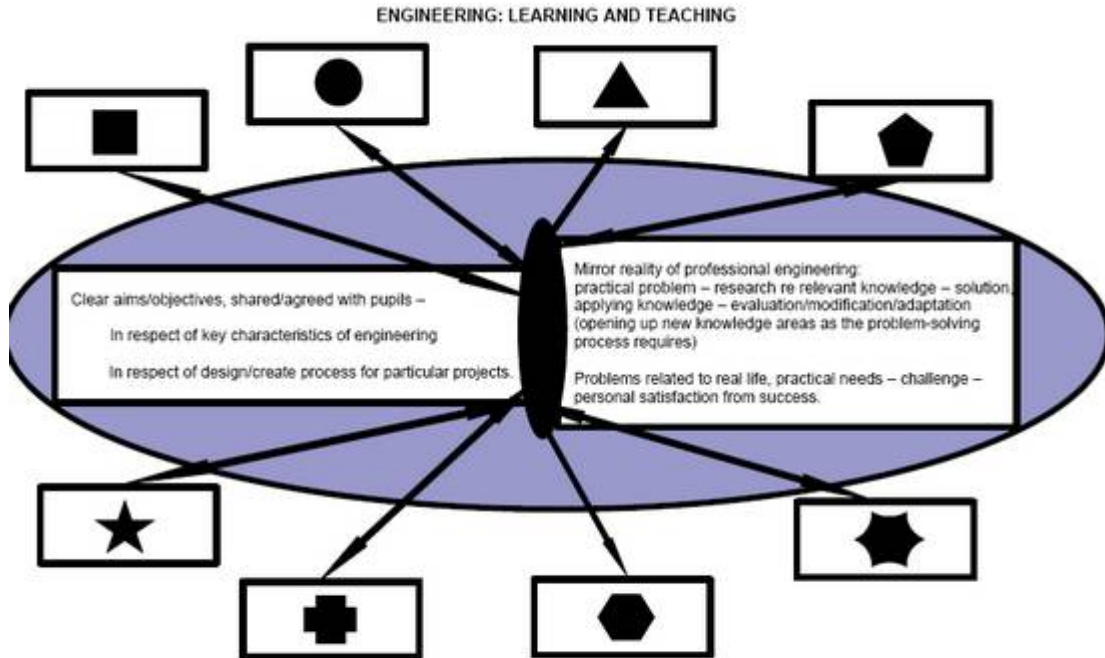 ENGINEERING: LEARNING AND TEACHING
Clear aims/objectives, shared/agreed with pupils –
In respect of key characteristics of engineering
In respect of design/create process for particular projects.
Mirror reality of professional engineering:
practical problem – research re relevant knowledge – solution,
applying knowledge – evaluation/modification/adaptation
(opening up new knowledge areas as the problem-solving
process requires)
Problems related to real life, practical needs – challenge –
personal satisfaction from success.